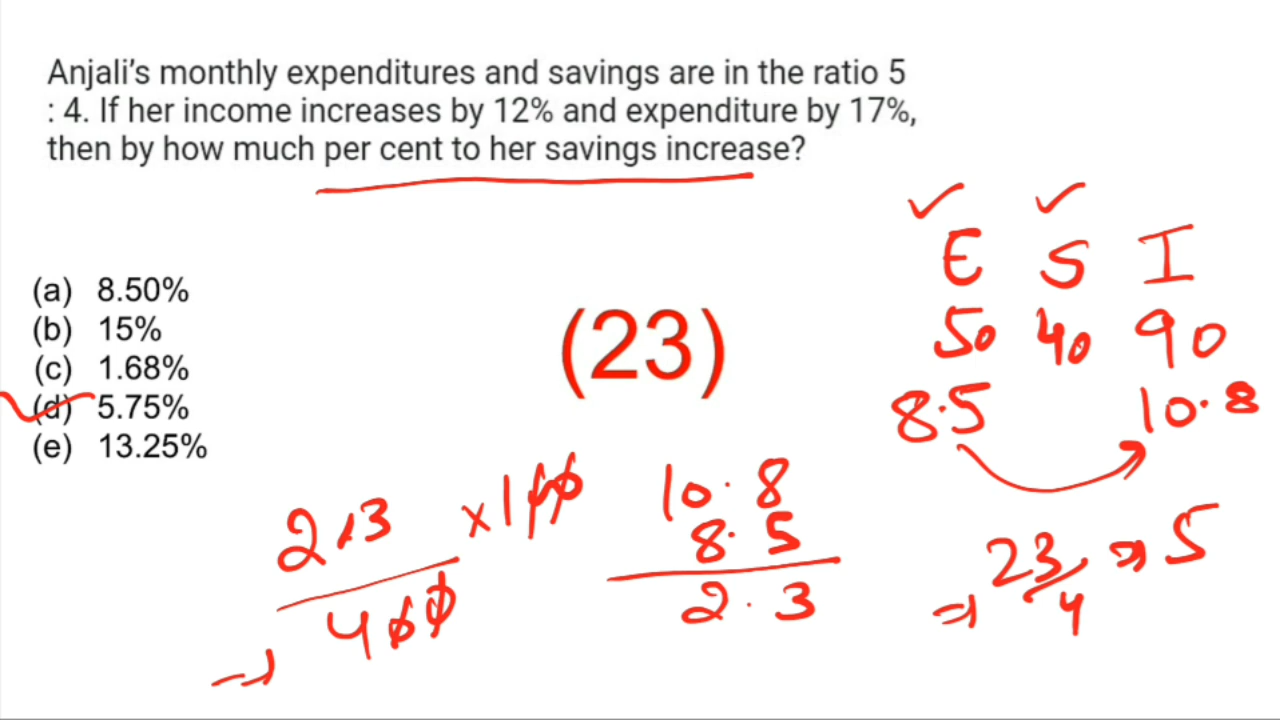 Anjali’s monthly expenditures and savings are in the ratio 5
: 4. If her income increases by 12% and expenditure by 17%,
then by how much per cent to her savings increase?
E S I
50 40 90
8.5 10.8
(a) 8.50%
(b) 15%
(c) 1.68%
(d) 5.75%
(e) 13.25%
(23)
2.3 ×100
400
10.8
8.5
2.3
⇒ 23/4 ⇒ 5